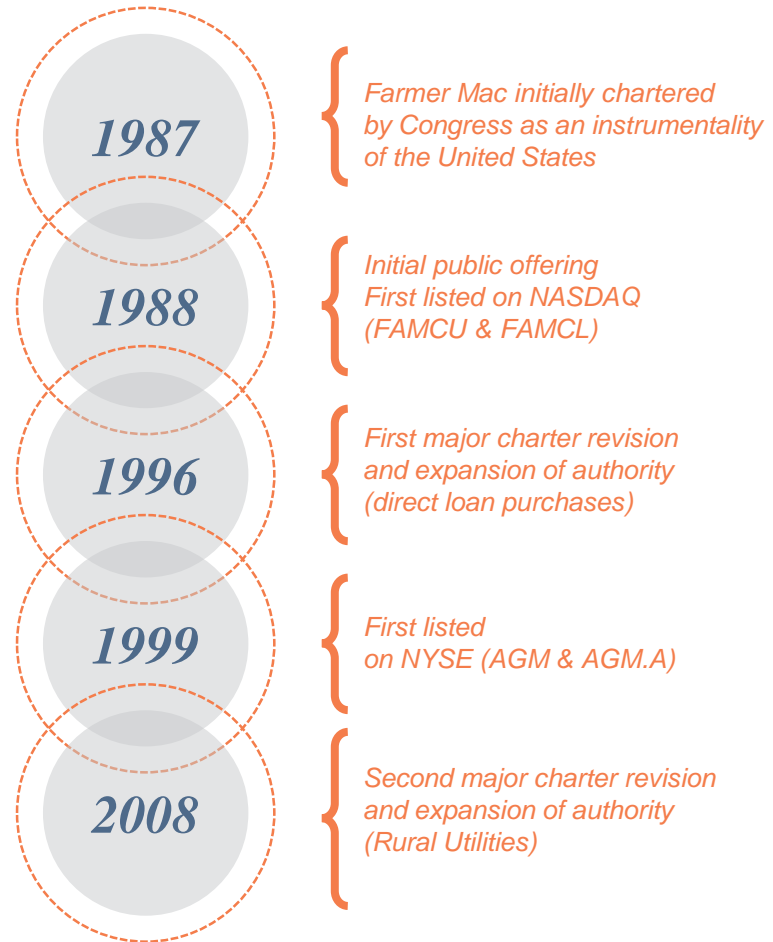 1987
Farmer Mac initially chartered
by Congress as an instrumentality
of the United States
1988
Initial public offering
First listed on NASDAQ
(FAMCU & FAMCL)
1996
First major charter revision
and expansion of authority
(direct loan purchases)
1999
First listed
on NYSE (AGM & AGM.A)
2008
Second major charter revision
and expansion of authority
(Rural Utilities)